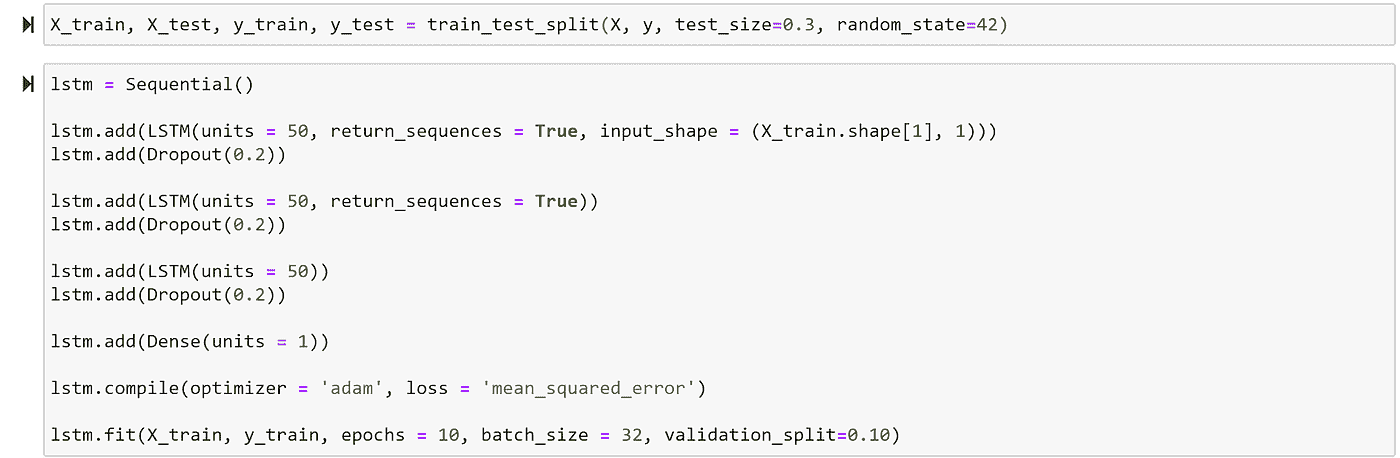 X_train, X_test, y_train, y_test = train_test_split(X, y, test_size=0.3, random_state=42)
lstm = Sequential()
lstm.add(LSTM(units = 50, return_sequences = True, input_shape = (X_train.shape[1], 1)))
lstm.add(Dropout(0.2))
lstm.add(LSTM(units = 50, return_sequences = True))
lstm.add(Dropout(0.2))
lstm.add(LSTM(units = 50))
lstm.add(Dropout(0.2))
lstm.add(Dense(units = 1))
lstm.compile(optimizer = 'adam', loss = 'mean_squared_error')
lstm.fit(X_train, y_train, epochs = 10, batch_size = 32, validation_split=0.10)